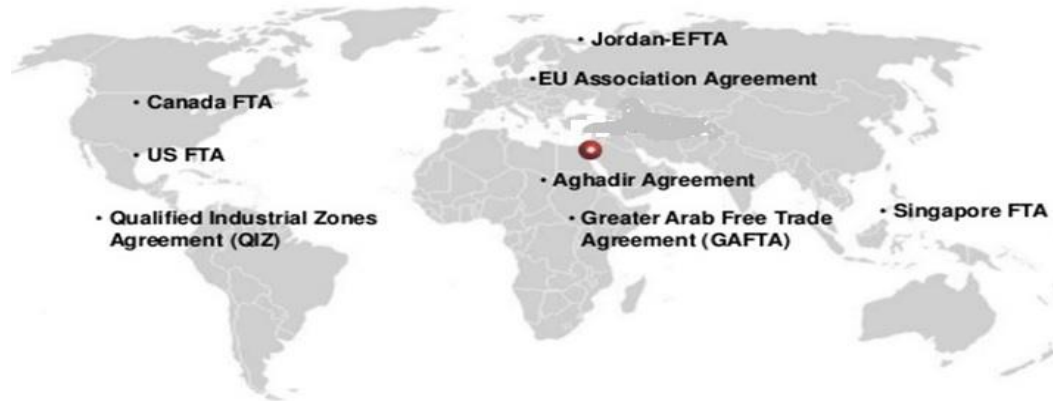 • Jordan-EFTA
• EU Association Agreement
• Canada FTA
• US FTA
• Aghadir Agreement
• Qualified Industrial Zones
Agreement (QIZ)
• Greater Arab Free Trade
Agreement (GAFTA)
• Singapore FTA